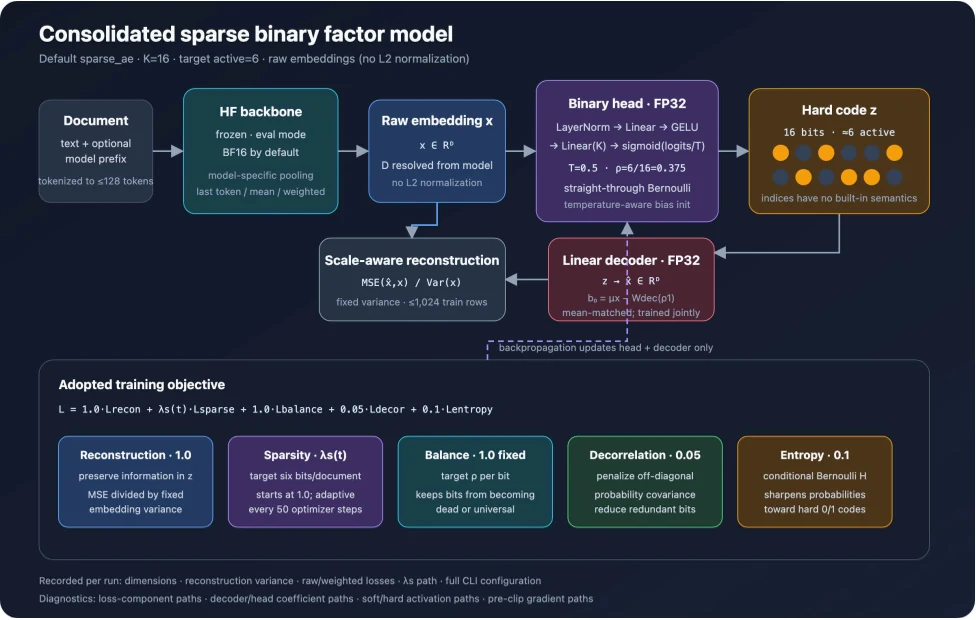 Consolidated sparse binary factor model
Default sparse_ae · K=16 · target active=6 · raw embeddings (no L2 normalization)
Document
text + optional
model prefix
tokenized to ≤128 tokens
HF backbone
frozen · eval mode
BF16 by default
model-specific pooling
last token / mean / weighted
Raw embedding x
x ∈ Rᴰ
D resolved from model
no L2 normalization
Binary head · FP32
LayerNorm → Linear → GELU
→ Linear(K) → sigmoid(logits/T)
T=0.5 · ρ=6/16=0.375
straight-through Bernoulli
temperature-aware bias init
Hard code z
16 bits · ≈6 active
indices have no built-in semantics
Scale-aware reconstruction
MSE(x̂,x) / Var(x)
fixed variance · ≤1,024 train rows
Linear decoder · FP32
z → x̂ ∈ Rᴰ
b₀ = μx - Wdec(ρ1)
mean-matched; trained jointly
backpropagation updates head + decoder only
Adopted training objective
L = 1.0·Lrecon + λs(t)·Lsparse + 1.0·Lbalance + 0.05·Ldecor + 0.1·Lentropy
Reconstruction · 1.0
preserve information in z
MSE divided by fixed
embedding variance
Sparsity · λs(t)
target six bits/document
starts at 1.0; adaptive
every 50 optimizer steps
Balance · 1.0 fixed
target ρ per bit
keeps bits from becoming
dead or universal
Decorrelation · 0.05
penalize off-diagonal
probability covariance
reduce redundant bits
Entropy · 0.1
conditional Bernoulli H
sharpens probabilities
toward hard 0/1 codes
Recorded per run: dimensions · reconstruction variance · raw/weighted losses · λs path · full CLI configuration
Diagnostics: loss-component paths · decoder/head coefficient paths · soft/hard activation paths · pre-clip gradient paths